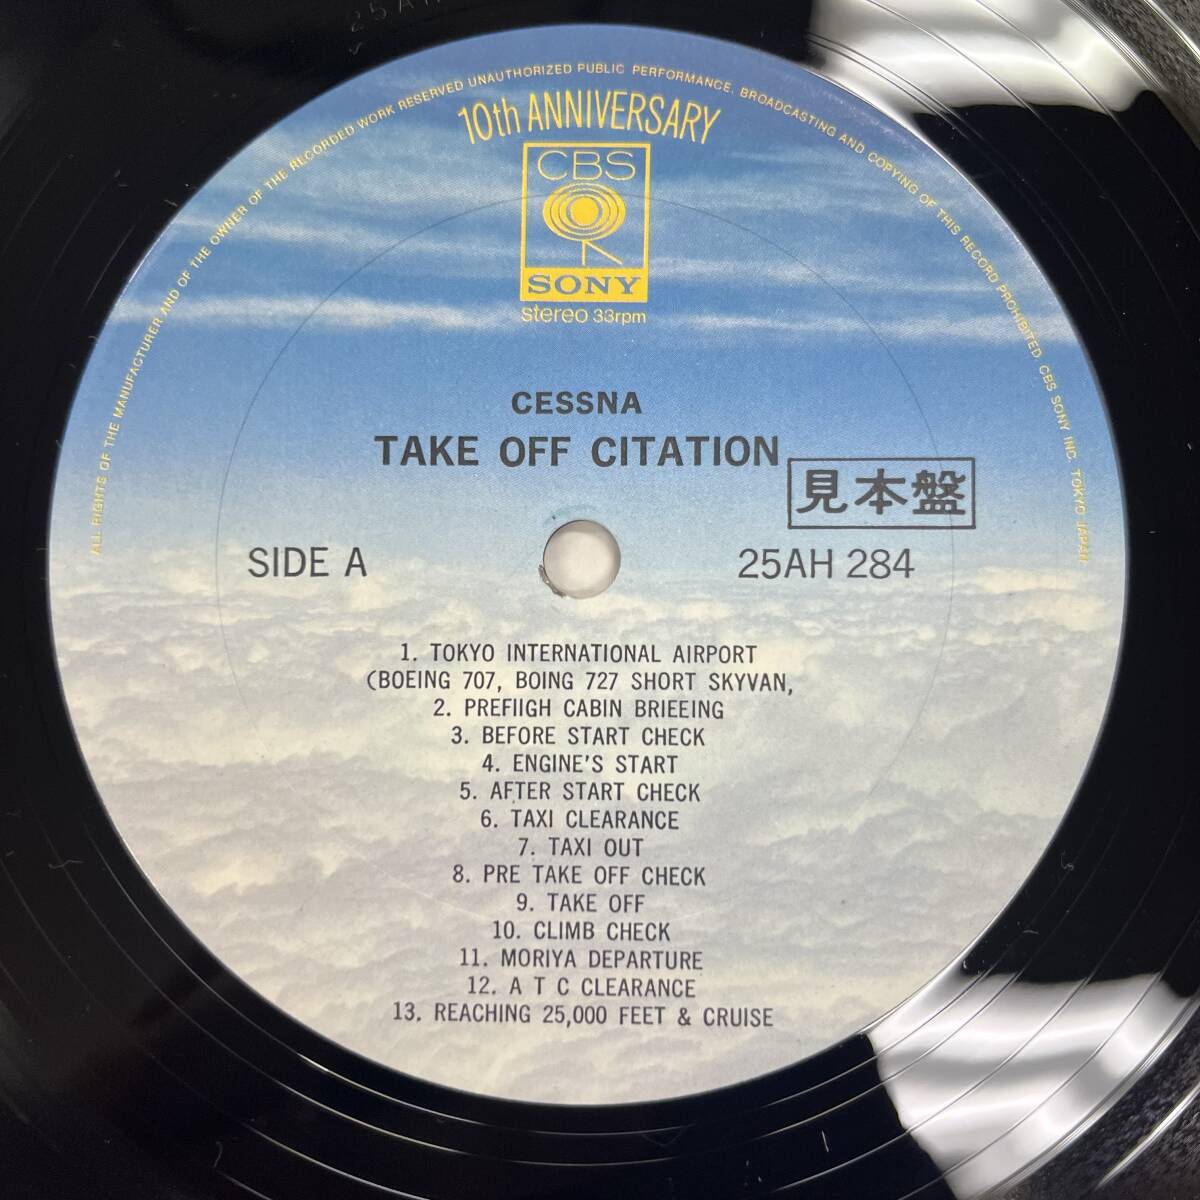 ALL RIGHTS OF THE MANUFACTURER AND OF THE OWNER OF THE RECORDED WORK RESERVED UNAUTHORIZED PUBLIC PERFORMANCE, BROADCASTING AND COPYING OF THIS RECORD PROHIBITED CBS SONY INC. TOKYO JAPAN
10th ANNIVERSARY
CBS
SONY
stereo 33rpm
CESSNA
TAKE OFF CITATION
見本盤
SIDE A
25AH 284
1. TOKYO INTERNATIONAL AIRPORT
(BOEING 707, BOING 727 SHORT SKYVAN,
2. PREFIIGH CABIN BRIEEING
3. BEFORE START CHECK
4. ENGINE'S START
5. AFTER START CHECK
6. TAXI CLEARANCE
7. TAXI OUT
8. PRE TAKE OFF CHECK
9. TAKE OFF
10. CLIMB CHECK
11. MORIYA DEPARTURE
12. A T C CLEARANCE
13. REACHING 25,000 FEET & CRUISE